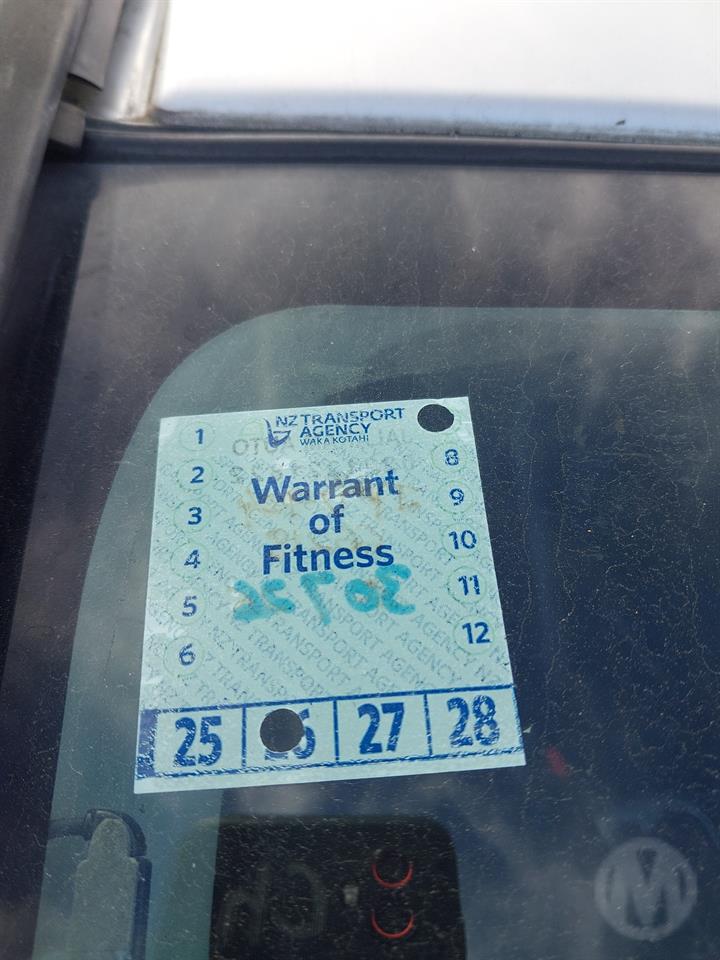 NZ TRANSPORT
AGENCY
WAKA KOTAHI
Warrant
of
Fitness
1
2
3
4
5
6
8
9
10
11
12
30 7 26
25
27
28
M